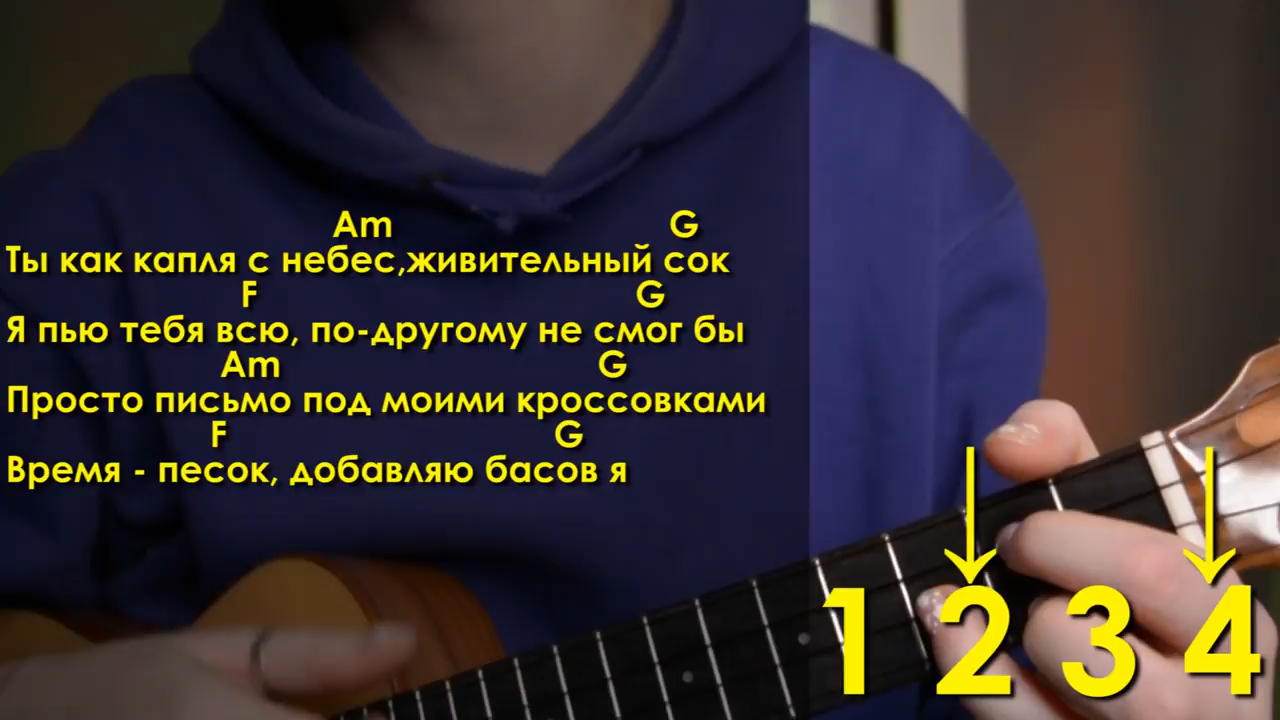 Am G
Ты как капля с небес,живительный сок
F G
Я пью тебя всю, по-другому не смог бы
Am G
Просто письмо под моими кроссовками
F G
Время - песок, добавляю басов я
1 2 3 4